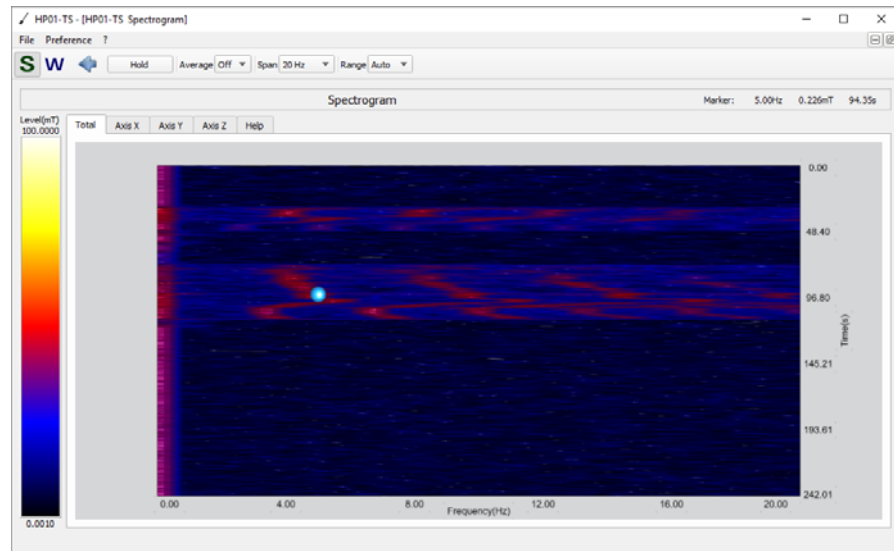 HP01-TS - [HP01-TS Spectrogram]
File Preference ?
S W Hold Average Off Span 20 Hz Range Auto
Spectrogram Marker: 5.00Hz 0.226mT 94.35s
Level(mT)
100.0000
Total Axis X Axis Y Axis Z Help
0.00
48.40
96.80
Time(s)
145.21
193.61
242.01
0.00 4.00 8.00 12.00 16.00 20.00
Frequency(Hz)
0.0010